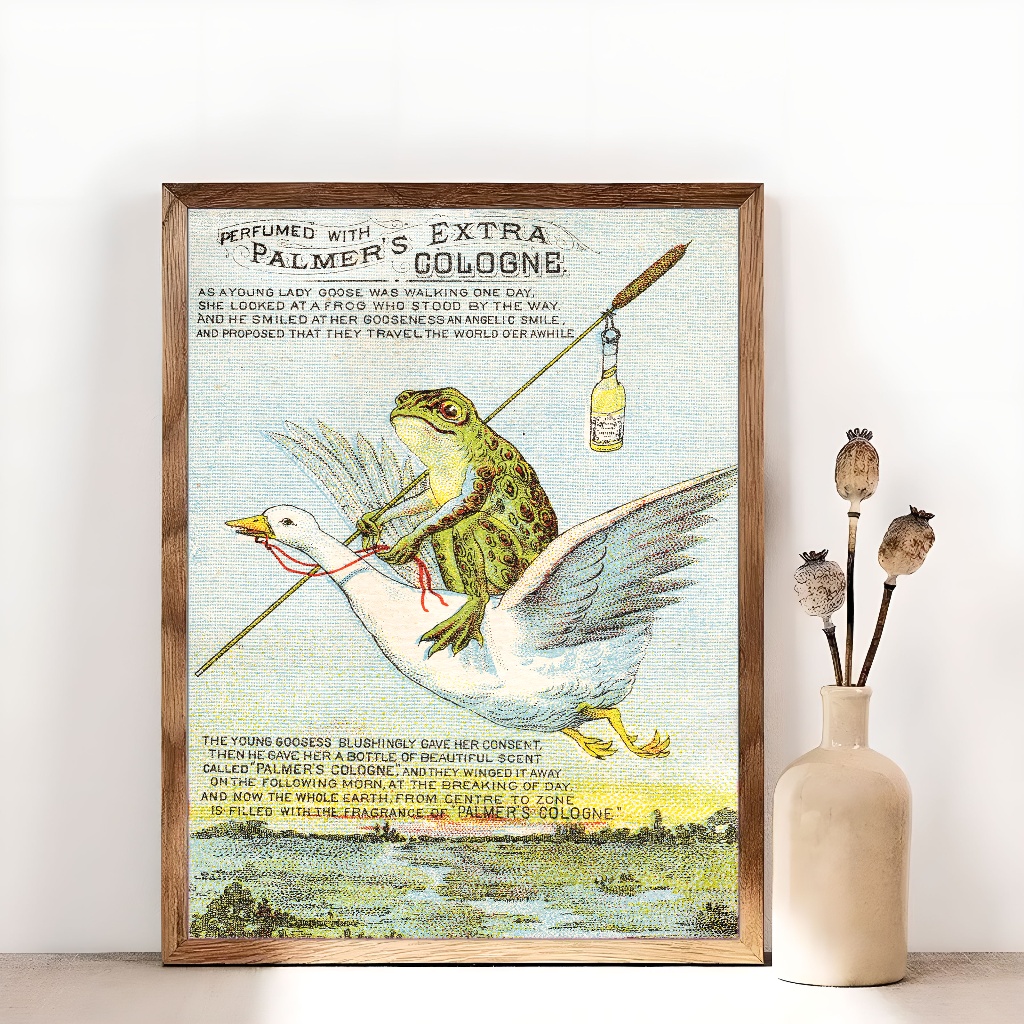 PERFUMED WITH
PALMER'S EXTRA
COLOGNE.
AS A YOUNG LADY GOOSE WAS WALKING ONE DAY,
SHE LOOKED AT A FROG WHO STOOD BY THE WAY.
AND HE SMILED AT HER GOOSENESS AN ANGELIC SMILE,
AND PROPOSED THAT THEY TRAVEL THE WORLD O'ER AWHILE
THE YOUNG GOOSESS BLUSHINGLY GAVE HER CONSENT,
THEN HE GAVE HER A BOTTLE OF BEAUTIFUL SCENT
CALLED "PALMER'S COLOGNE", AND THEY WINGED IT AWAY
ON THE FOLLOWING MORN, AT THE BREAKING OF DAY,
AND NOW THE WHOLE EARTH, FROM CENTRE TO ZONE
IS FILLED WITH THE FRAGRANCE OF "PALMER'S COLOGNE."